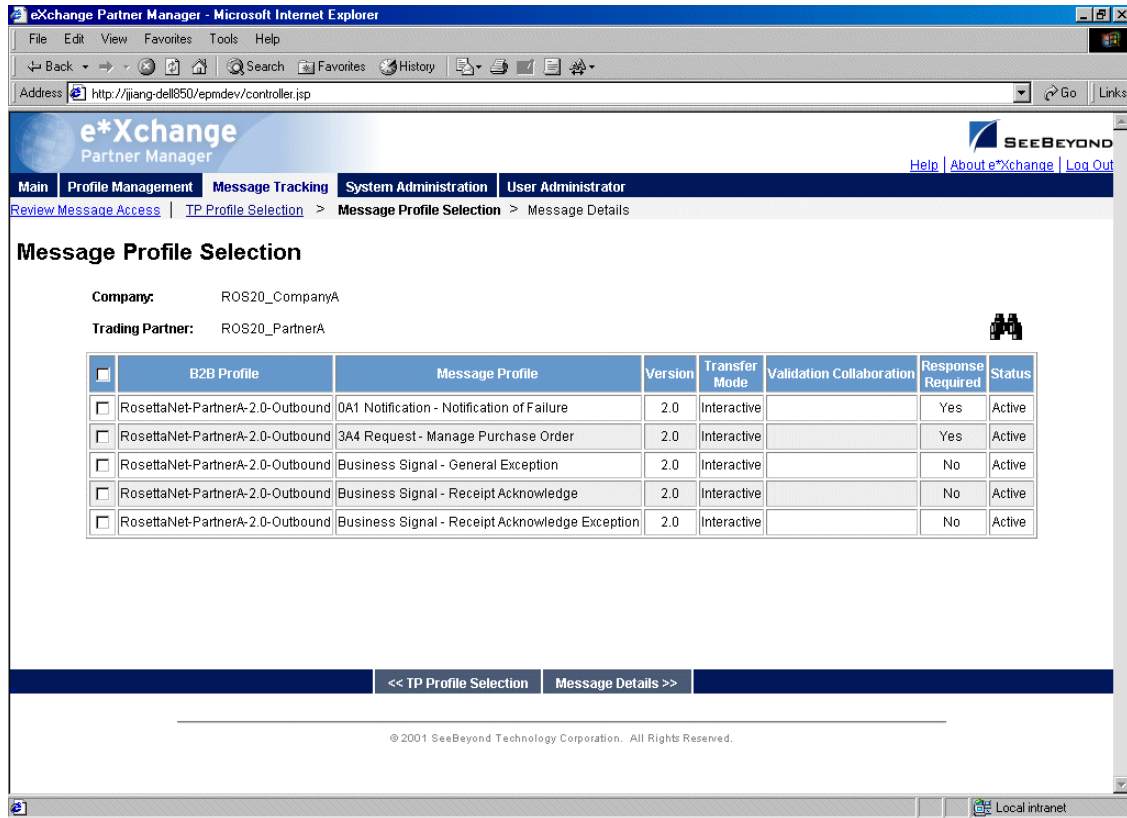 eXchange Partner Manager - Microsoft Internet Explorer
File Edit View Favorites Tools Help
Back Search Favorites History
Address http://jjiang-dell850/epmdev/controller.jsp Go Links
e*Xchange
Partner Manager
SEEBEYOND
Help | About e*Xchange | Log Out
Main Profile Management Message Tracking System Administration User Administrator
Review Message Access | TP Profile Selection > Message Profile Selection > Message Details
Message Profile Selection
Company: ROS20_CompanyA
Trading Partner: ROS20_PartnerA
B2B Profile Message Profile Version Transfer Mode Validation Collaboration Response Required Status
RosettaNet-PartnerA-2.0-Outbound 0A1 Notification - Notification of Failure 2.0 Interactive Yes Active
RosettaNet-PartnerA-2.0-Outbound 3A4 Request - Manage Purchase Order 2.0 Interactive Yes Active
RosettaNet-PartnerA-2.0-Outbound Business Signal - General Exception 2.0 Interactive No Active
RosettaNet-PartnerA-2.0-Outbound Business Signal - Receipt Acknowledge 2.0 Interactive No Active
RosettaNet-PartnerA-2.0-Outbound Business Signal - Receipt Acknowledge Exception 2.0 Interactive No Active
<< TP Profile Selection Message Details >>
© 2001 SeeBeyond Technology Corporation. All Rights Reserved.
Local intranet